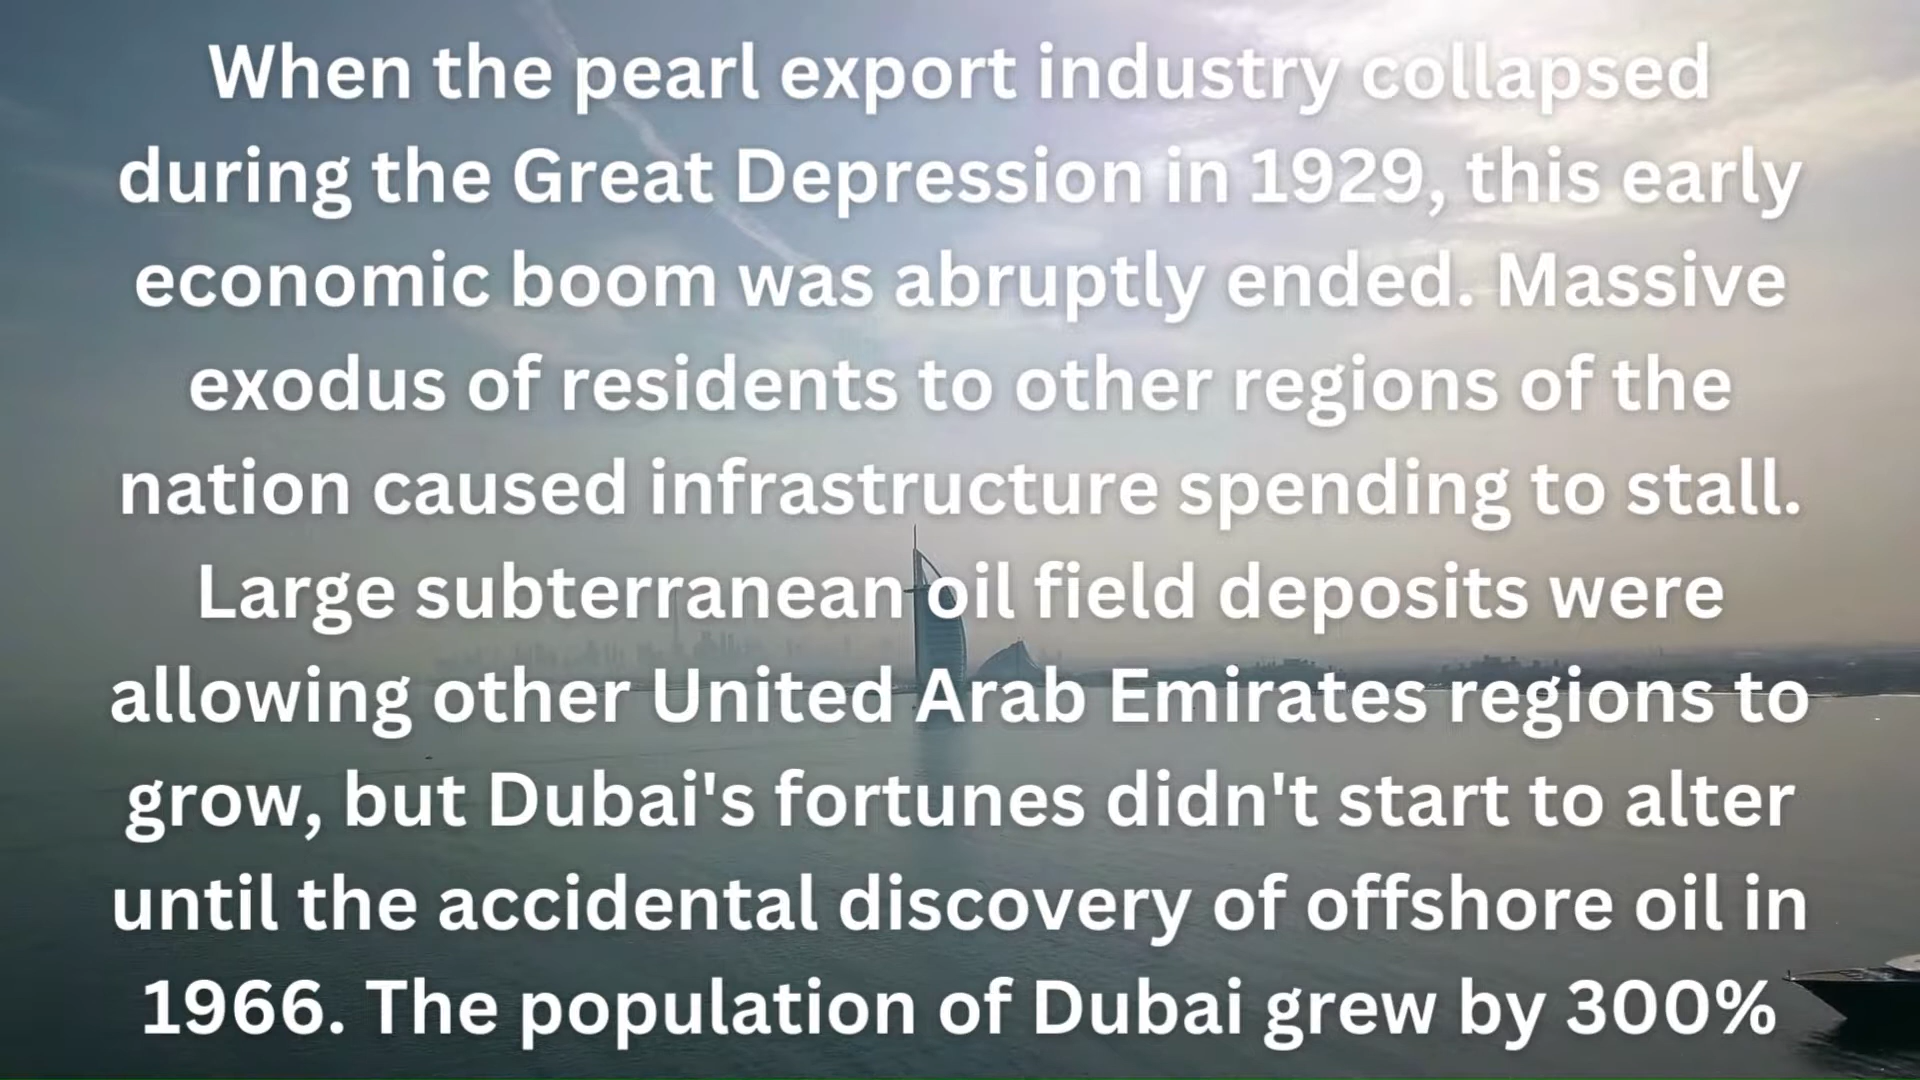 When the pearl export industry collapsed
during the Great Depression in 1929, this early
economic boom was abruptly ended. Massive
exodus of residents to other regions of the
nation caused infrastructure spending to stall.
Large subterranean oil field deposits were
allowing other United Arab Emirates regions to
grow, but Dubai's fortunes didn't start to alter
until the accidental discovery of offshore oil in
1966. The population of Dubai grew by 300%